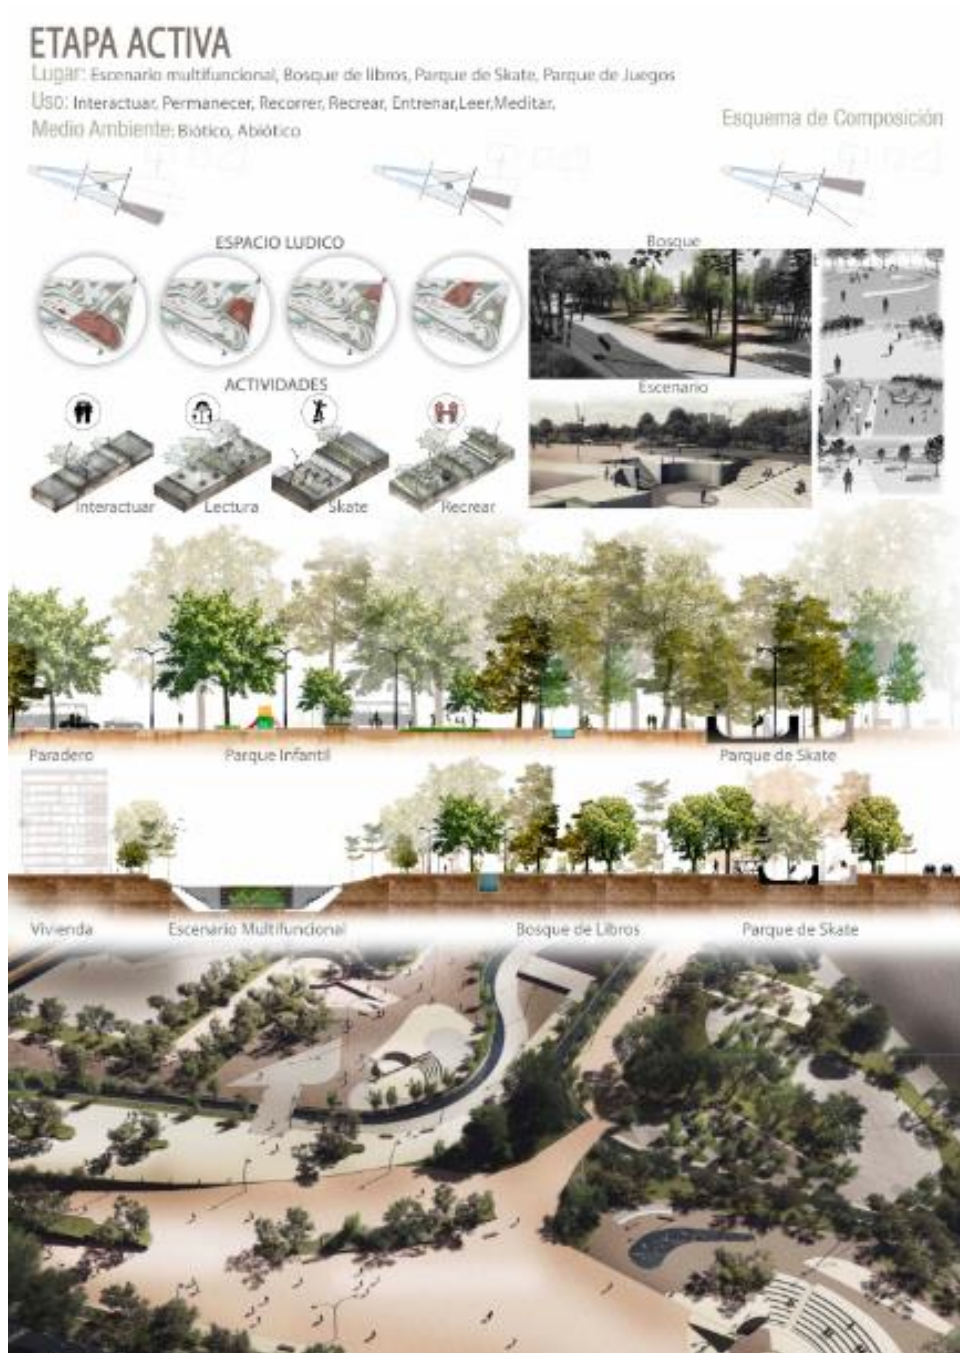 ETAPA ACTIVA
Lugar: Escenario multifuncional, Bosque de libros, Parque de Skate, Parque de Juegos
Uso: Interactuar, Permanecer, Recorrer, Recrear, Entrenar,Leer,Meditar.
Medio Ambiente: Biótico, Abiótico
Esquema de Composición
ESPACIO LUDICO
Bosque
ACTIVIDADES
Escenario
Interactuar
Lectura
Skate
Recrear
Paradero
Parque Infantil
Parque de Skate
Vivienda
Escenario Multifuncional
Bosque de Libros
Parque de Skate